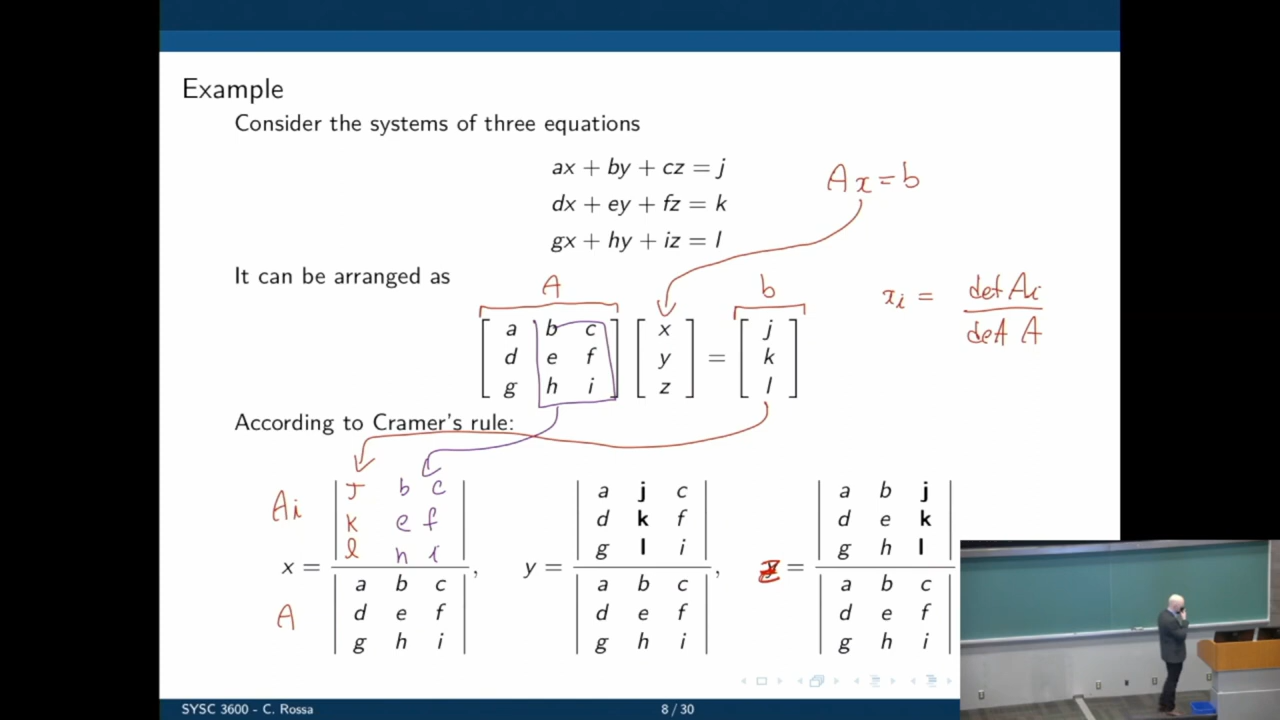 Example
Consider the systems of three equations
ax + by + cz = j
dx + ey + fz = k
gx + hy + iz = l
Ax = b
It can be arranged as
A
b
xi = det Ai / det A
a b c x j
d e f y = k
g h i z l
According to Cramer's rule:
Ai
J b c
k e f
l h i
x =
a b c
d e f
g h i
A
,
a j c
d k f
g l i
y =
a b c
d e f
g h i
,
a b j
d e k
g h l
z =
a b c
d e f
g h i
SYSC 3600 - C. Rossa
8 / 30